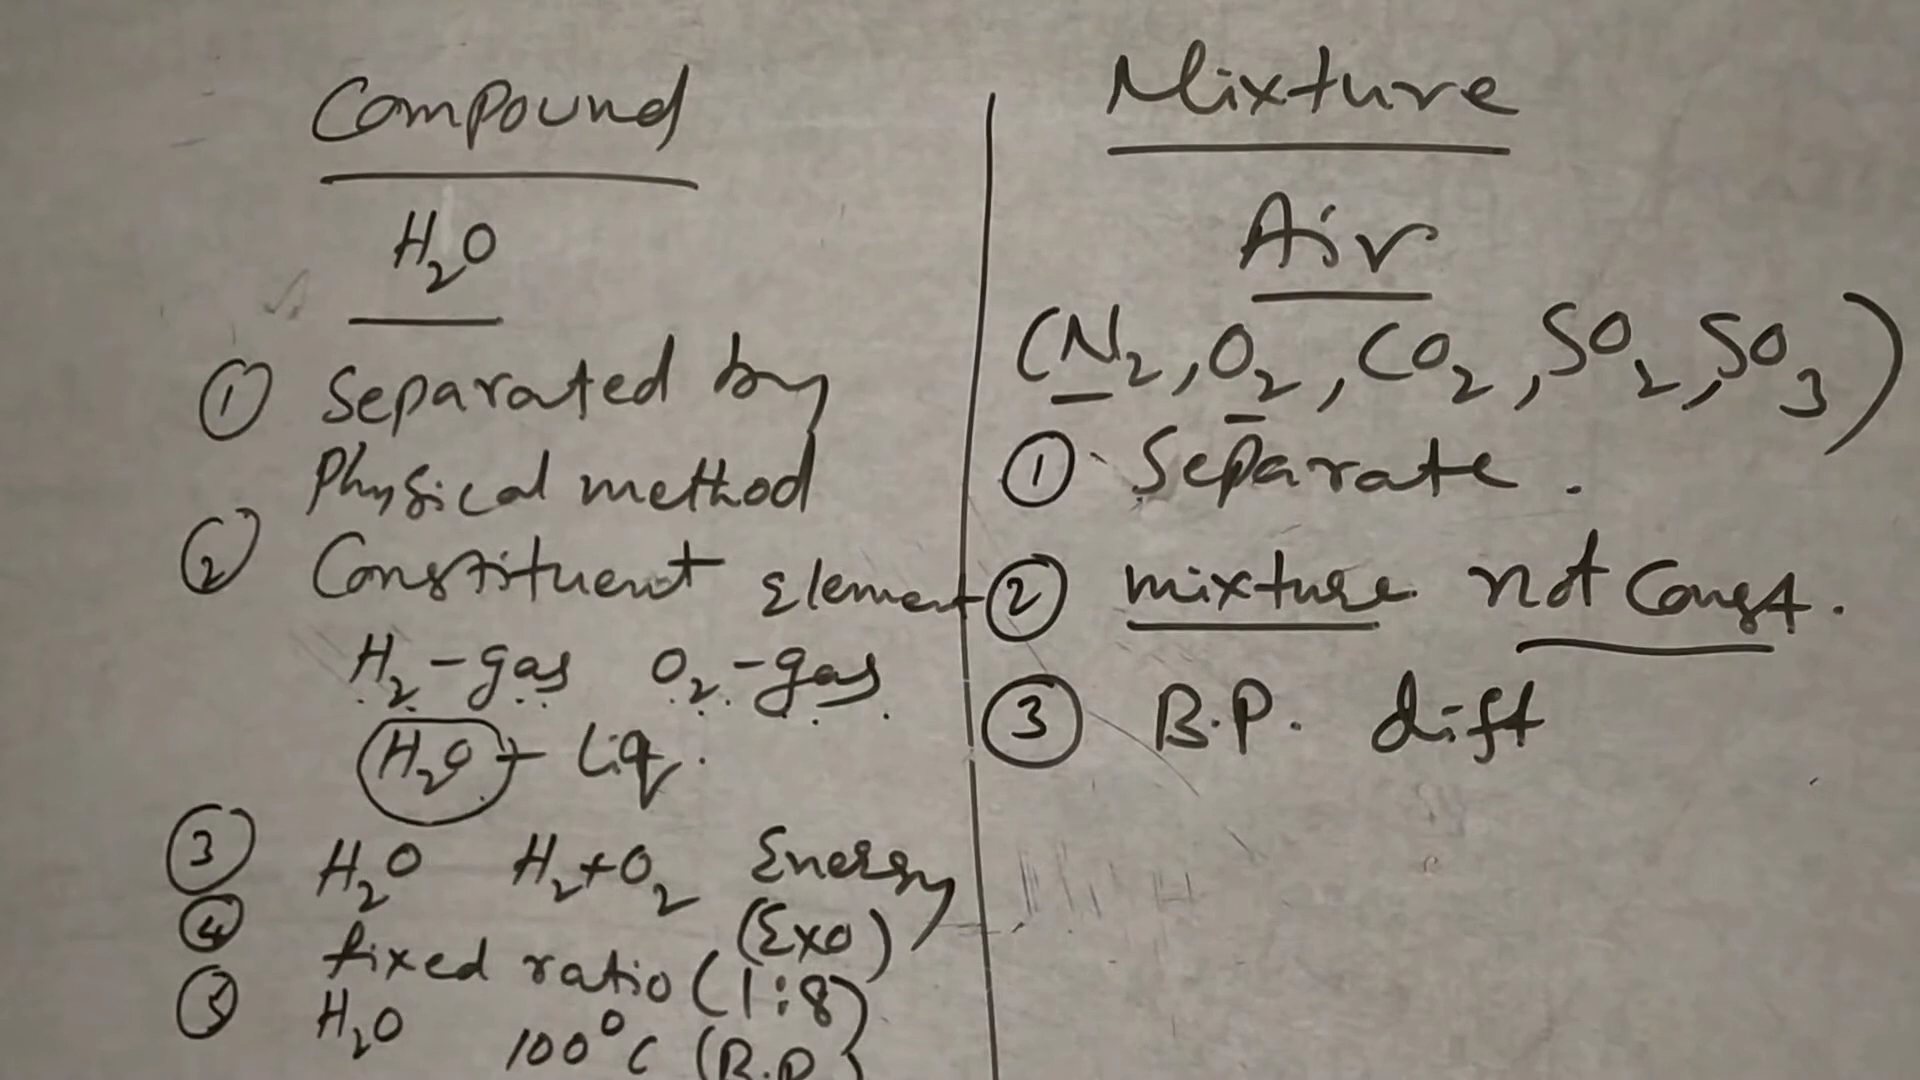 Compound
H₂O
① Separated by
Physical method
② Constituent Element
H₂-gas O₂-gas
H₂O - Liq.
③ H₂O H₂+O₂ Energy
(Exo)
④ fixed ratio (1:8)
⑤ H₂O 100°C (B.P)
Mixture
Air
(N₂, O₂, CO₂, SO₂, SO₃)
① Separate.
② mixture not Const.
③ B.P. diff